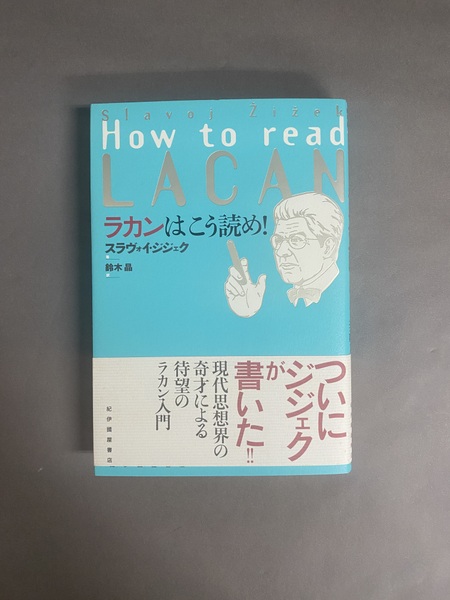 Slavoj Žižek
How to read
LACAN
ラカンはこう読め!
スラヴォイ・ジジェク
鈴木晶
ついに
ジジェクが
書いた!!
現代思想界の
奇才による
待望の
ラカン入門
紀伊國屋書店